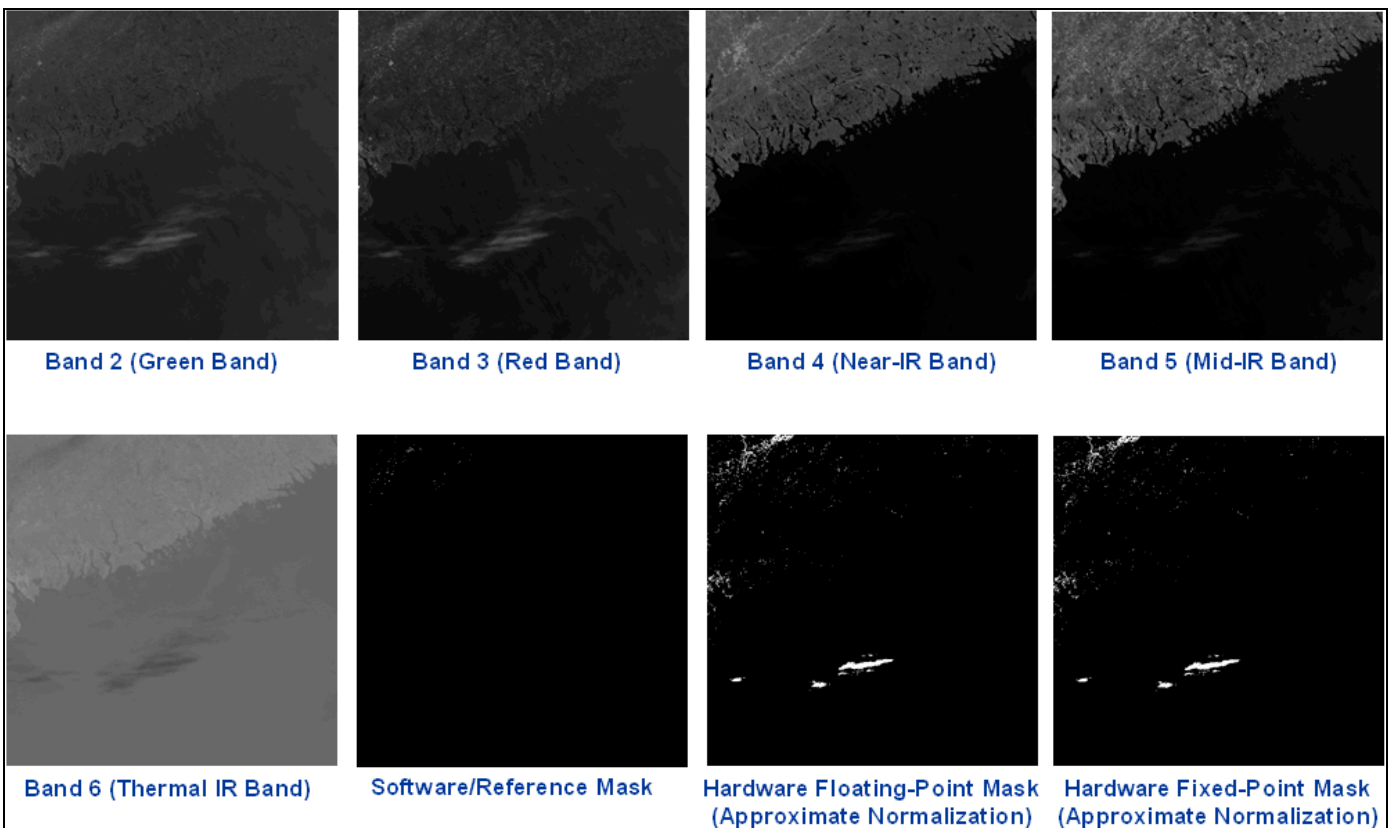 Band 2 (Green Band)
Band 3 (Red Band)
Band 4 (Near-IR Band)
Band 5 (Mid-IR Band)
Band 6 (Thermal IR Band)
Software/Reference Mask
Hardware Floating-Point Mask
(Approximate Normalization)
Hardware Fixed-Point Mask
(Approximate Normalization)